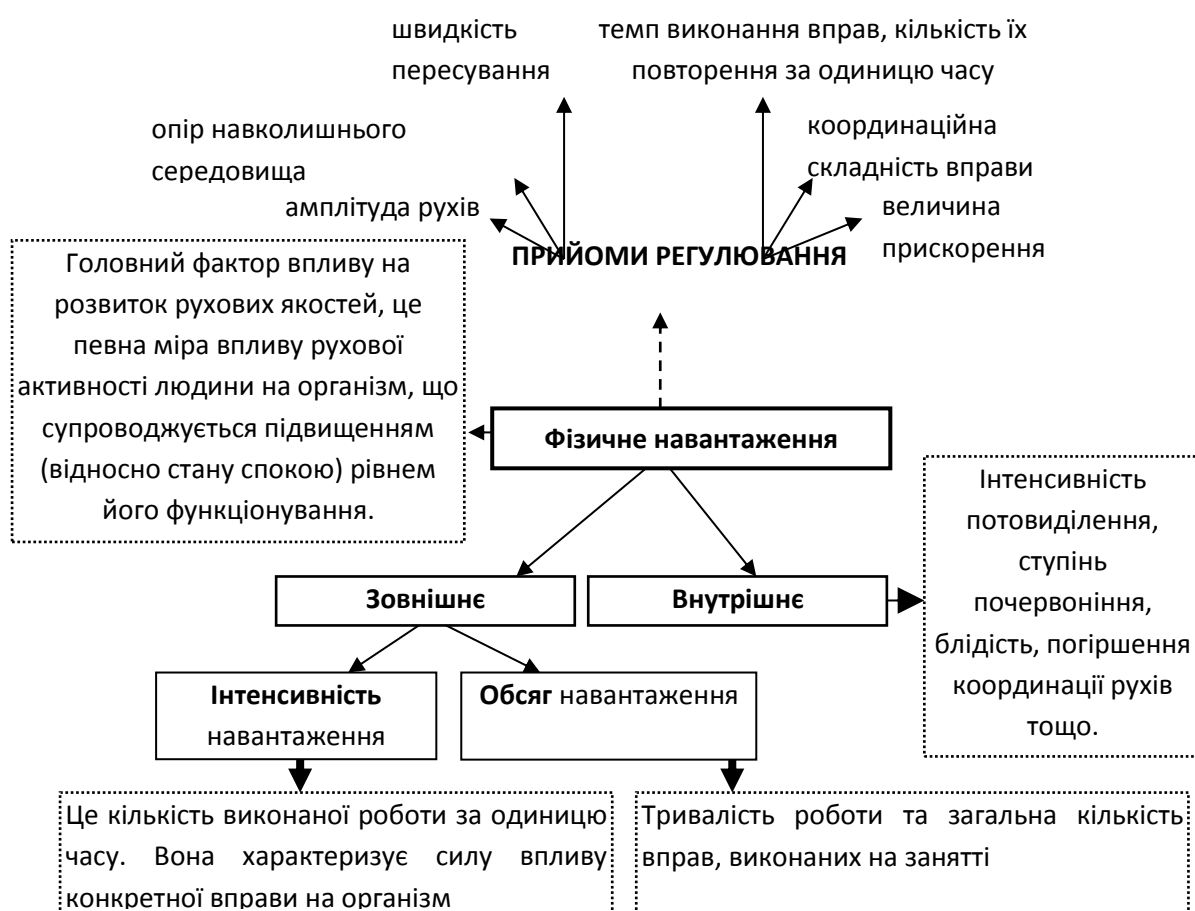 швидкість
пересування
темп виконання вправ, кількість їх
повторення за одиницю часу
опір навколишнього
середовища
координаційна
складність вправи
амплітуда рухів
величина
прискорення
ПРИЙОМИ РЕГУЛЮВАННЯ
Головний фактор впливу на
розвиток рухових якостей, це
певна міра впливу рухової
активності людини на організм, що
супроводжується підвищенням
(відносно стану спокою) рівнем
його функціонування.
Фізичне навантаження
Інтенсивність
потовиділення,
ступінь
почервоніння,
блідість, погіршення
координації рухів
тощо.
Зовнішнє
Внутрішнє
Інтенсивність
навантаження
Обсяг навантаження
Це кількість виконаної роботи за одиницю
часу. Вона характеризує силу впливу
конкретної вправи на організм
Тривалість роботи та загальна кількість
вправ, виконаних на занятті